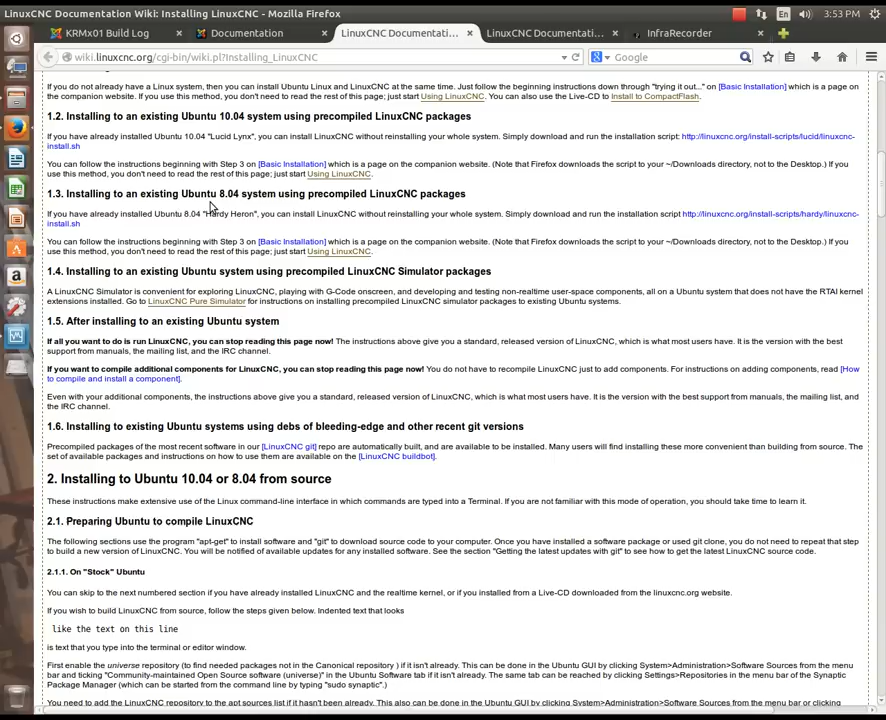 LinuxCNC Documentation Wiki: Installing LinuxCNC - Mozilla Firefox
En
3:53 PM
KRMx01 Build Log
Documentation
LinuxCNC Documentati...
LinuxCNC Documentatio...
InfraRecorder
wiki.linuxcnc.org/cgi-bin/wiki.pl?Installing_LinuxCNC
Google
If you do not already have a Linux system, then you can install Ubuntu Linux and LinuxCNC at the same time. Just follow the beginning instructions down through "trying it out..." on [Basic Installation] which is a page on
the companion website. If you use this method, you don't need to read the rest of this page; just start Using LinuxCNC. You can also use the Live-CD to Install to CompactFlash.
1.2. Installing to an existing Ubuntu 10.04 system using precompiled LinuxCNC packages
If you have already installed Ubuntu 10.04 "Lucid Lynx", you can install LinuxCNC without reinstalling your whole system. Simply download and run the installation script: http://linuxcnc.org/install-scripts/lucid/linuxcnc-
install.sh
You can follow the instructions beginning with Step 3 on [Basic Installation] which is a page on the companion website. (Note that Firefox downloads the script to your ~/Downloads directory, not to the Desktop.) If you
use this method, you don't need to read the rest of this page; just start Using LinuxCNC.
1.3. Installing to an existing Ubuntu 8.04 system using precompiled LinuxCNC packages
If you have already installed Ubuntu 8.04 "Hardy Heron", you can install LinuxCNC without reinstalling your whole system. Simply download and run the installation script http://linuxcnc.org/install-scripts/hardy/linuxcnc-
install.sh
You can follow the instructions beginning with Step 3 on [Basic Installation] which is a page on the companion website. (Note that Firefox downloads the script to your ~/Downloads directory, not to the Desktop.) If you
use this method, you don't need to read the rest of this page; just start Using LinuxCNC.
1.4. Installing to an existing Ubuntu system using precompiled LinuxCNC Simulator packages
A LinuxCNC Simulator is convenient for exploring LinuxCNC, playing with G-Code onscreen, and developing and testing non-realtime user-space components, all on a Ubuntu system that does not have the RTAI kernel
extensions installed. Go to LinuxCNC Pure Simulator for instructions on installing precompiled LinuxCNC simulator packages to existing Ubuntu systems.
1.5. After installing to an existing Ubuntu system
If all you want to do is run LinuxCNC, you can stop reading this page now! The instructions above give you a standard, released version of LinuxCNC, which is what most users have. It is the version with the best
support from manuals, the mailing list, and the IRC channel.
If you want to compile additional components for LinuxCNC, you can stop reading this page now! You do not have to recompile LinuxCNC just to add components. For instructions on adding components, read [How
to compile and install a component].
Even with your additional components, the instructions above give you a standard, released version of LinuxCNC, which is what most users have. It is the version with the best support from manuals, the mailing list, and
the IRC channel.
1.6. Installing to existing Ubuntu systems using debs of bleeding-edge and other recent git versions
Precompiled packages of the most recent software in our [LinuxCNC git] repo are automatically built, and are available to be installed. Many users will find installing these more convenient than building from source. The
set of available packages and instructions on how to use them are available on the [LinuxCNC buildbot].
2. Installing to Ubuntu 10.04 or 8.04 from source
These instructions make extensive use of the Linux command-line interface in which commands are typed into a Terminal. If you are not familiar with this mode of operation, you should take time to learn it.
2.1. Preparing Ubuntu to compile LinuxCNC
The following sections use the program "apt-get" to install software and "git" to download source code to your computer. Once you have installed a software package or used git clone, you do not need to repeat that step
to build a new version of LinuxCNC. You will be notified of available updates for any installed software. See the section "Getting the latest updates with git" to see how to get the latest LinuxCNC source code.
2.1.1. On "Stock" Ubuntu
You can skip to the next numbered section if you have already installed LinuxCNC and the realtime kernel, or if you installed from a Live-CD downloaded from the linuxcnc.org website.
If you wish to build LinuxCNC from source, follow the steps given below. Indented text that looks
like the text on this line
is text that you type into the terminal or editor window.
First enable the universe repository (to find needed packages not in the Canonical repository ) if it isn't already. This can be done in the Ubuntu GUI by clicking System>Administration>Software Sources from the menu
bar and ticking "Community-maintained Open Source software (universe)" in the Ubuntu Software tab if it isn't already. The same tab can be reached by clicking Settings>Repositories in the menu bar of the Synaptic
Package Manager (which can be started from the command line by typing "sudo synaptic".)
You need to add the LinuxCNC repository to the apt sources list if it hasn't been already. This can also be done in the Ubuntu GUI by clicking System>Administration>Software Sources from the menu bar or clicking